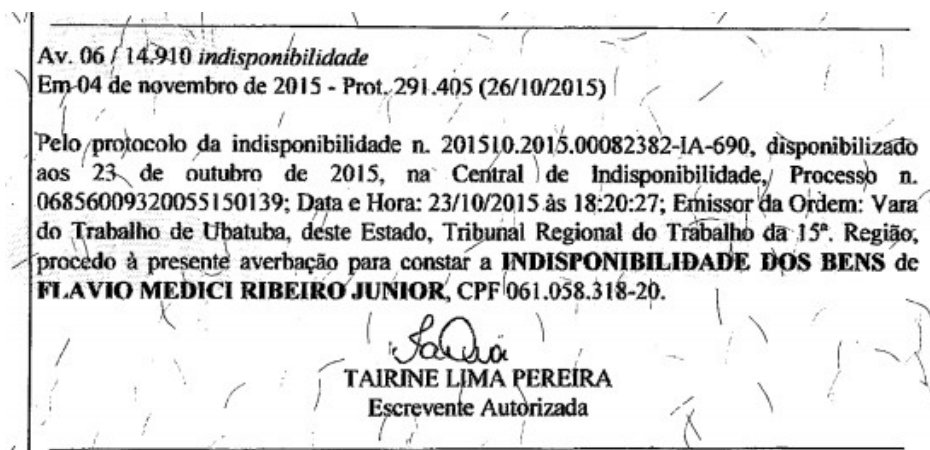 Av. 06 / 14.910 indisponibilidade
Em 04 de novembro de 2015 - Prot. 291.405 (26/10/2015)
Pelo protocolo da indisponibilidade n. 201510.2015.00082382-IA-690, disponibilizado
aos 23 de outubro de 2015, na Central de Indisponibilidade, Processo n.
06856009320055150139; Data e Hora: 23/10/2015 às 18:20:27; Emissor da Ordem: Vara
do Trabalho de Ubatuba, deste Estado, Tribunal Regional do Trabalho da 15ª. Região,
procedo à presente averbação para constar a INDISPONIBILIDADE DOS BENS de
FLAVIO MEDICI RIBEIRO JUNIOR, CPF 061.058.318-20.
TAIRINE LIMA PEREIRA
Escrevente Autorizada